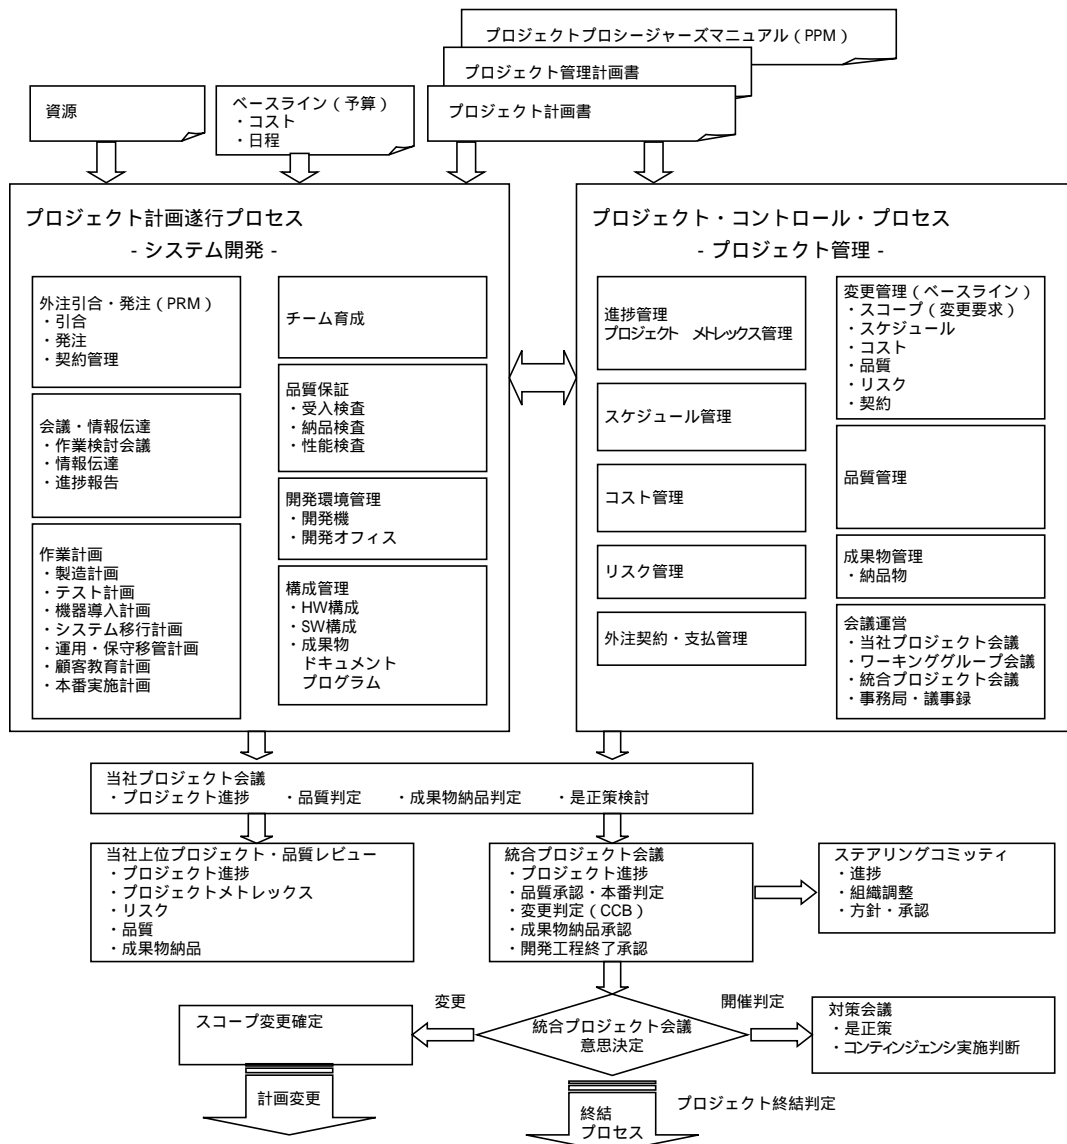 プロジェクトプロシージャーズマニュアル(PPM)
プロジェクト管理計画書
プロジェクト計画書
資源
ベースライン(予算)
・コスト
・日程
プロジェクト計画遂行プロセス
- システム開発 -
外注引合・発注(PRM)
・引合
・発注
・契約管理
会議・情報伝達
・作業検討会議
・情報伝達
・進捗報告
作業計画
・製造計画
・テスト計画
・機器導入計画
・システム移行計画
・運用・保守移管計画
・顧客教育計画
・本番実施計画
チーム育成
品質保証
・受入検査
・納品検査
・性能検査
開発環境管理
・開発機
・開発オフィス
構成管理
・HW構成
・SW構成
・成果物
ドキュメント
プログラム
プロジェクト・コントロール・プロセス
- プロジェクト管理 -
進捗管理
プロジェクト メトレックス管理
スケジュール管理
コスト管理
リスク管理
外注契約・支払管理
変更管理(ベースライン)
・スコープ(変更要求)
・スケジュール
・コスト
・品質
・リスク
・契約
品質管理
成果物管理
・納品物
会議運営
・当社プロジェクト会議
・ワーキンググループ会議
・統合プロジェクト会議
・事務局・議事録
当社プロジェクト会議
・プロジェクト進捗 ・品質判定 ・成果物納品判定 ・是正策検討
当社上位プロジェクト・品質レビュー
・プロジェクト進捗
・プロジェクトメトレックス
・リスク
・品質
・成果物納品
統合プロジェクト会議
・プロジェクト進捗
・品質承認・本番判定
・変更判定(CCB)
・成果物納品承認
・開発工程終了承認
ステアリングコミッティ
・進捗
・組織調整
・方針・承認
変更
開催判定
スコープ変更確定
統合プロジェクト会議
意思決定
対策会議
・是正策
・コンティンジェンシ実施判断
計画変更
プロジェクト終結判定
終結
プロセス